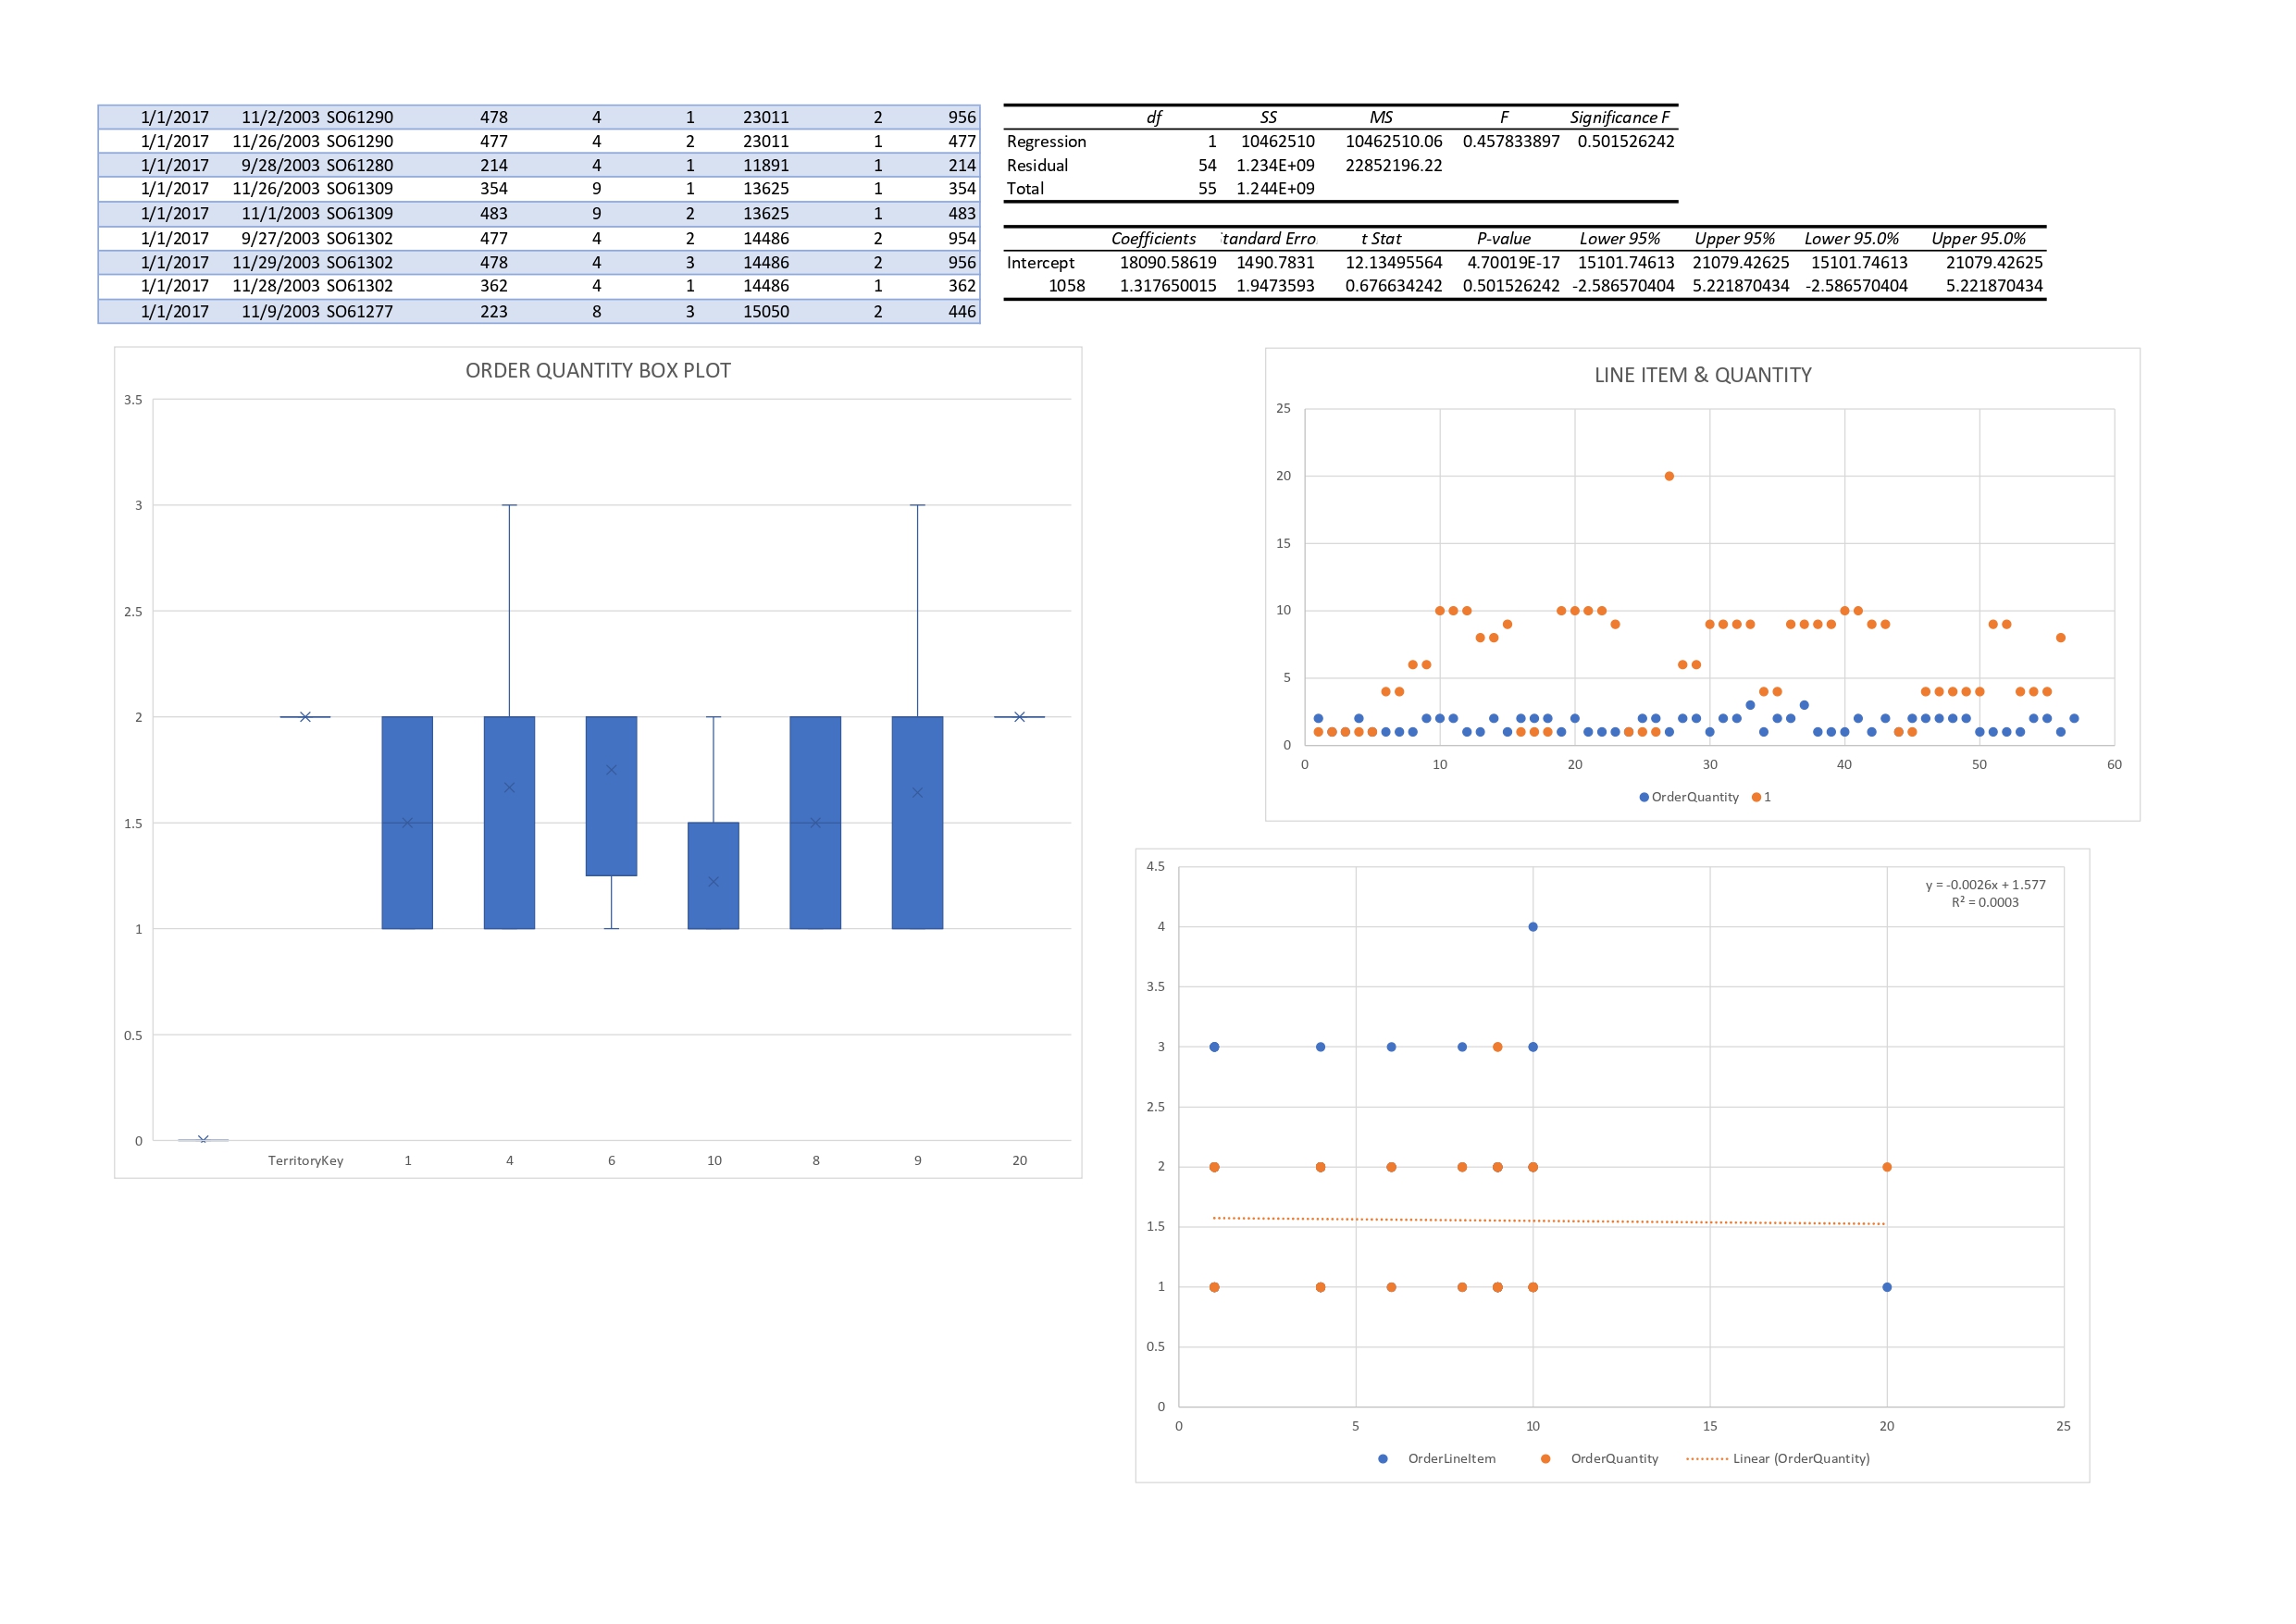 1/1/2017 11/2/2003 SO61290 478 4 1 23011 2 956
1/1/2017 11/26/2003 SO61290 477 4 2 23011 1 477
1/1/2017 9/28/2003 SO61280 214 4 1 11891 1 214
1/1/2017 11/26/2003 SO61309 354 9 1 13625 1 354
1/1/2017 11/1/2003 SO61309 483 9 2 13625 1 483
1/1/2017 9/27/2003 SO61302 477 4 2 14486 2 954
1/1/2017 11/29/2003 SO61302 478 4 3 14486 2 956
1/1/2017 11/28/2003 SO61302 362 4 1 14486 1 362
1/1/2017 11/9/2003 SO61277 223 8 3 15050 2 446
df SS MS F Significance F
Regression 1 10462510 10462510.06 0.457833897 0.501526242
Residual 54 1.234E+09 22852196.22
Total 55 1.244E+09
Coefficients tandard Erro t Stat P-value Lower 95% Upper 95% Lower 95.0% Upper 95.0%
Intercept 18090.58619 1490.7831 12.13495564 4.70019E-17 15101.74613 21079.42625 15101.74613 21079.42625
1058 1.317650015 1.9473593 0.676634242 0.501526242 -2.586570404 5.221870434 -2.586570404 5.221870434
ORDER QUANTITY BOX PLOT
3.5
3
2.5
2
1.5
1
0.5
0
TerritoryKey 1 4 6 10 8 9 20
LINE ITEM & QUANTITY
25
20
15
10
5
0
0 10 20 30 40 50 60
OrderQuantity 1
4.5
y = -0.0026x + 1.577
R² = 0.0003
4
3.5
3
2.5
2
1.5
1
0.5
0
0 5 10 15 20 25
OrderLineItem OrderQuantity Linear (OrderQuantity)